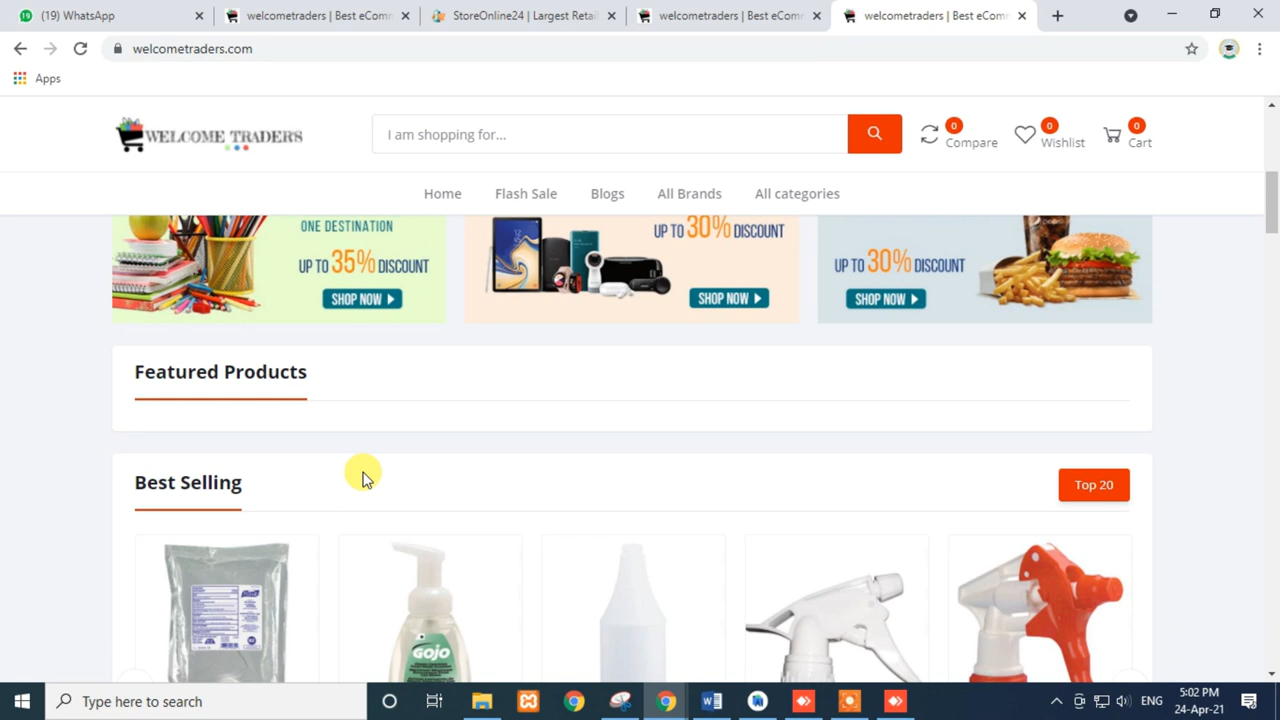 (19) WhatsApp
welcometraders | Best eComm
StoreOnline24 | Largest Retail
welcometraders | Best eComm
welcometraders | Best eComm
welcometraders.com
Apps
WELCOME TRADERS
I am shopping for...
0
Compare
0
Wishlist
0
Cart
Home
Flash Sale
Blogs
All Brands
All categories
ONE DESTINATION
UP TO 35% DISCOUNT
SHOP NOW
UP TO 30% DISCOUNT
SHOP NOW
UP TO 30% DISCOUNT
SHOP NOW
Featured Products
Best Selling
Top 20
GOJO
Type here to search
ENG
5:02 PM
24-Apr-21